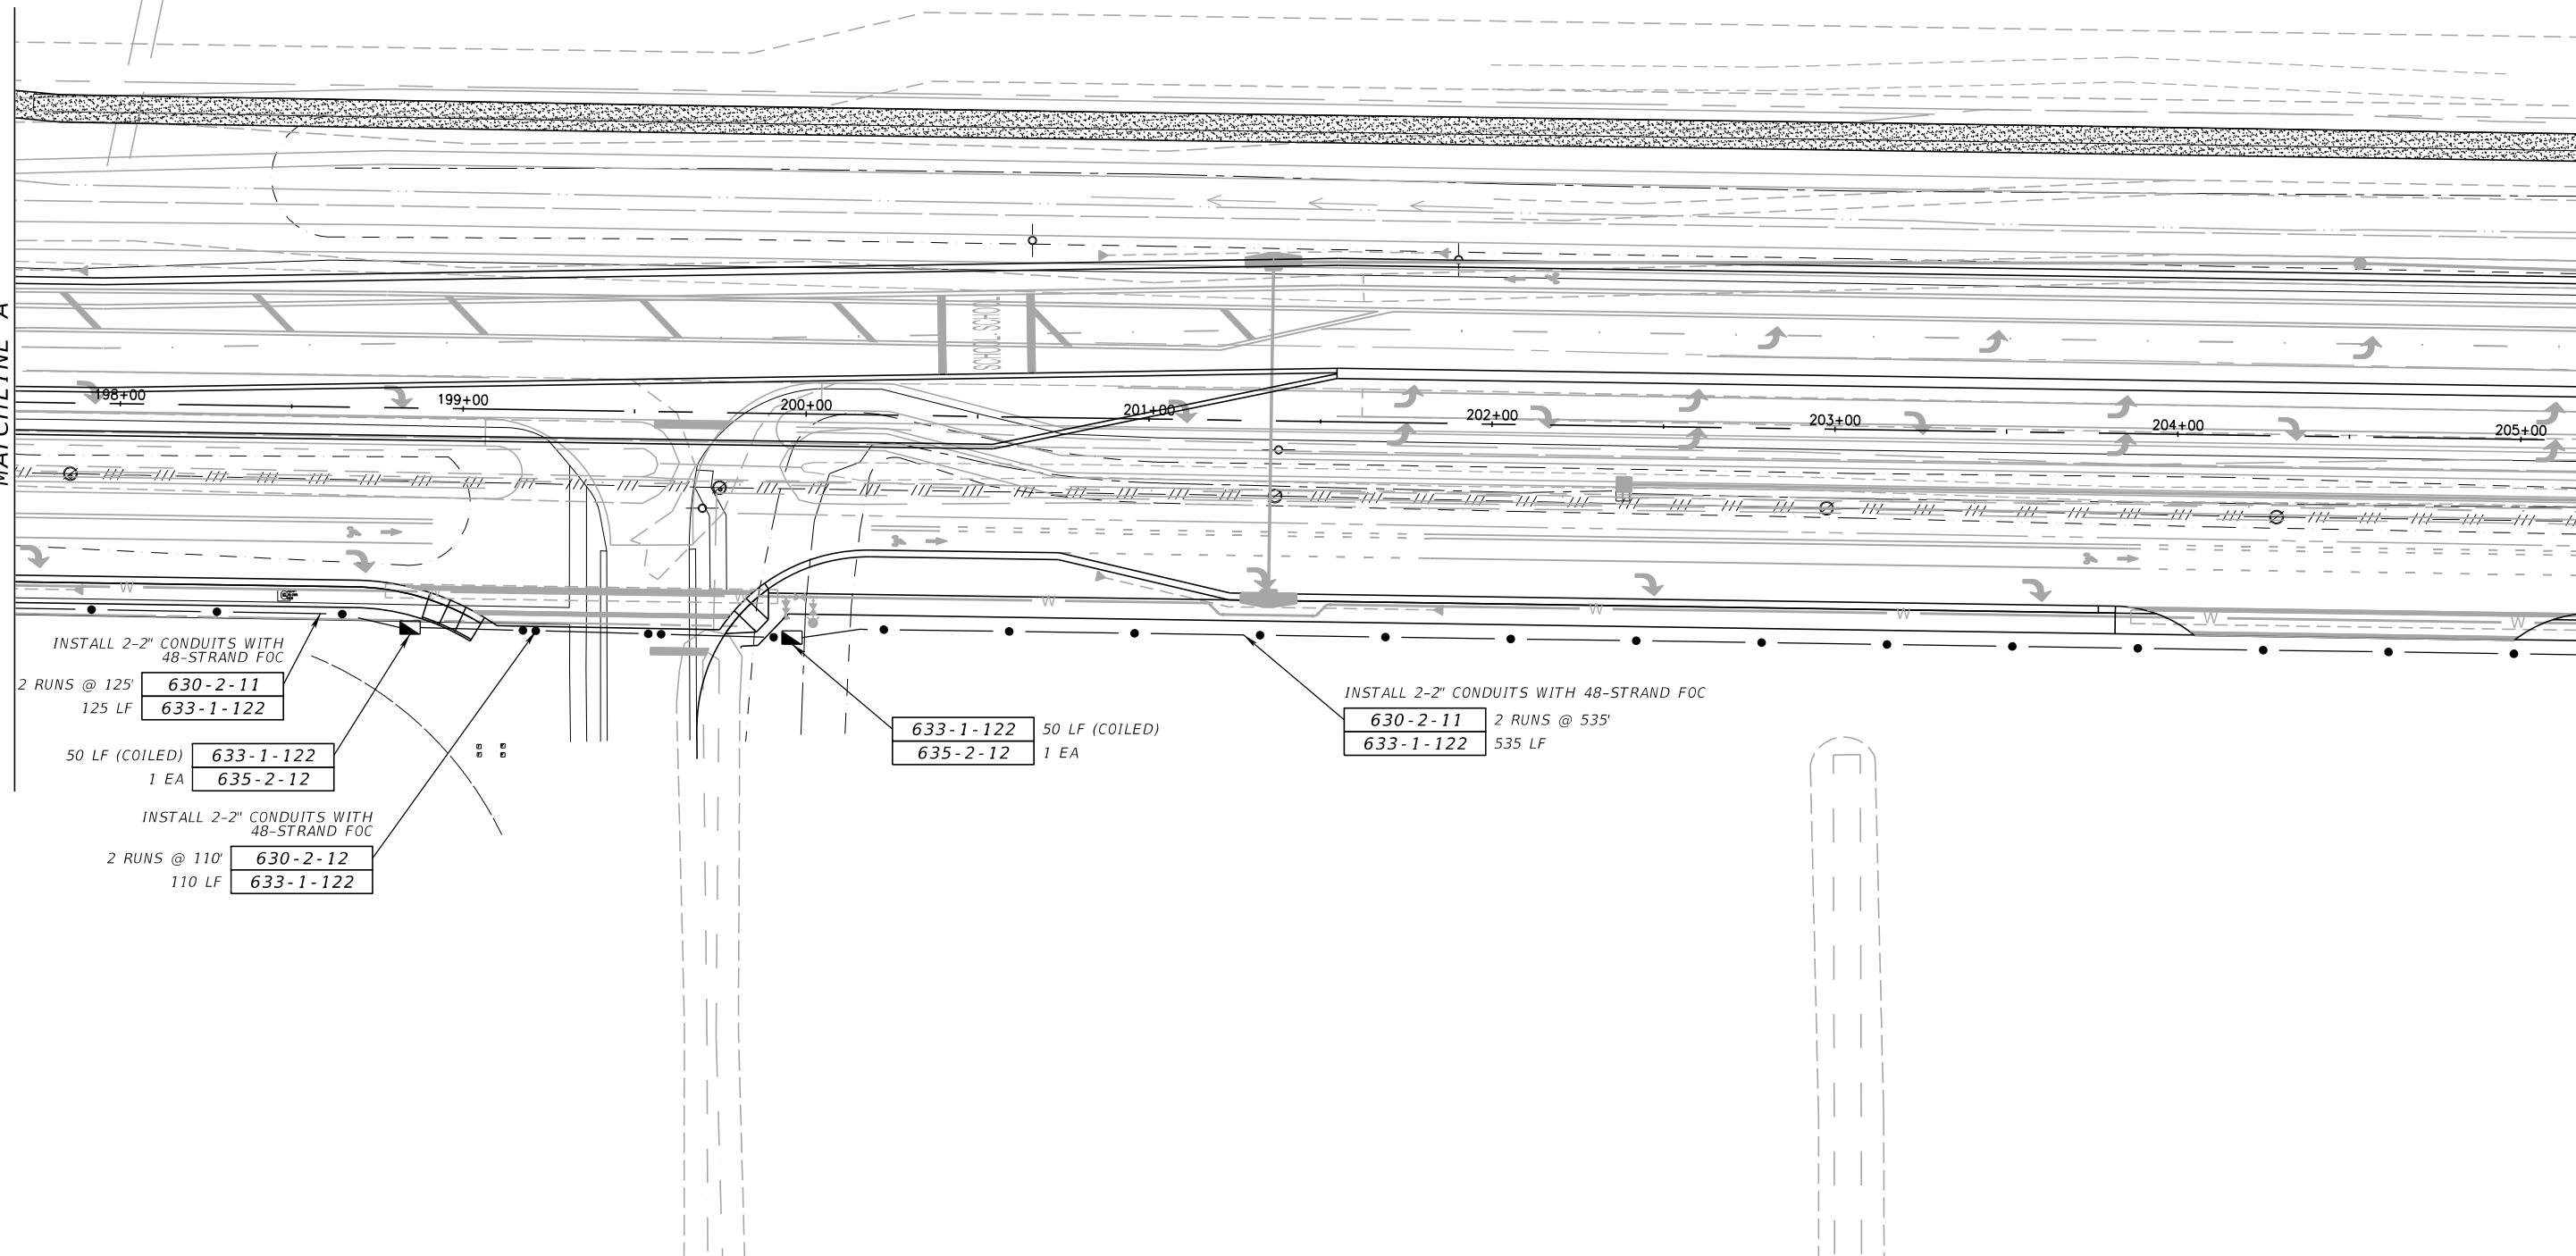 MATCHLINE A
SCHOOL
SCHOOL
198+00
199+00
200+00
201+00
202+00
203+00
204+00
205+00
W
W
W
W
W
W
W
INSTALL 2-2" CONDUITS WITH
48-STRAND FOC
2 RUNS @ 125' 630-2-11
125 LF 633-1-122
50 LF (COILED) 633-1-122
1 EA 635-2-12
INSTALL 2-2" CONDUITS WITH
48-STRAND FOC
2 RUNS @ 110' 630-2-12
110 LF 633-1-122
633-1-122 50 LF (COILED)
635-2-12 1 EA
INSTALL 2-2" CONDUITS WITH 48-STRAND FOC
630-2-11 2 RUNS @ 535'
633-1-122 535 LF